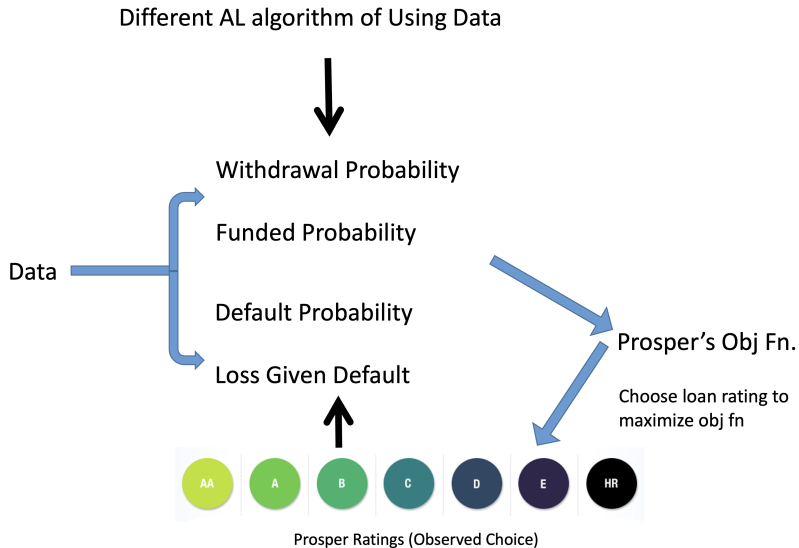 Different AL algorithm of Using Data
Withdrawal Probability
Funded Probability
Data
Default Probability
Loss Given Default
Prosper's Obj Fn.
Choose loan rating to
maximize obj fn
AA A B C D E HR
Prosper Ratings (Observed Choice)